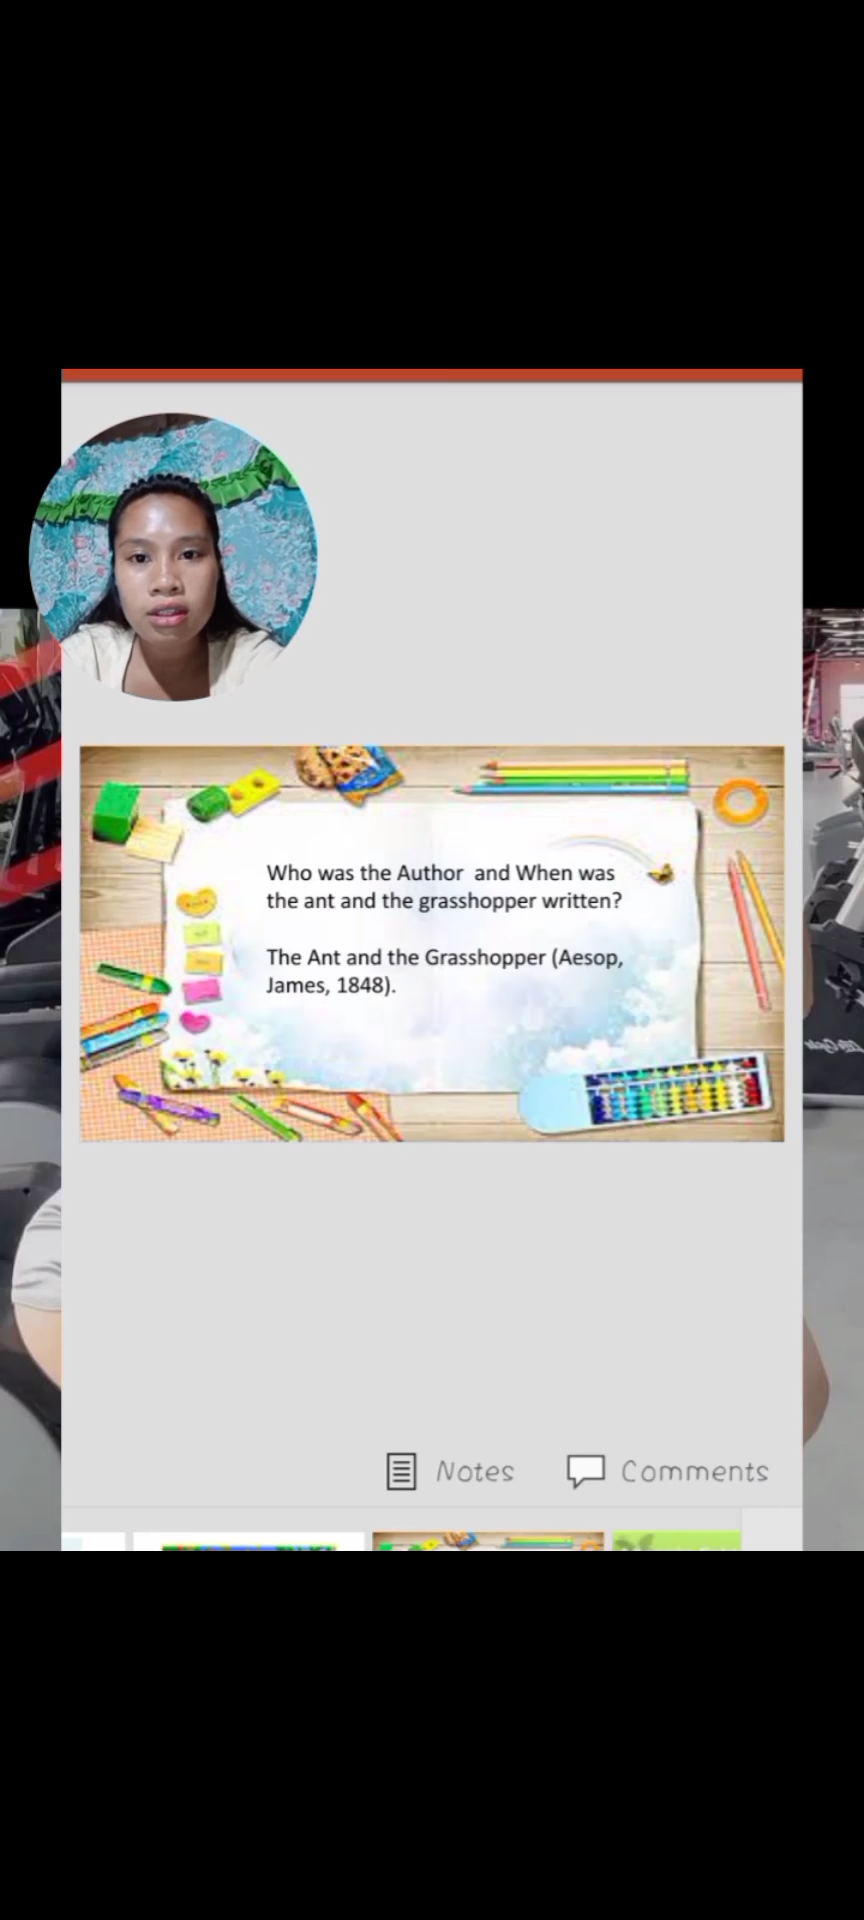 Who was the Author and When was
the ant and the grasshopper written?
The Ant and the Grasshopper (Aesop,
James, 1848).
Notes
Comments